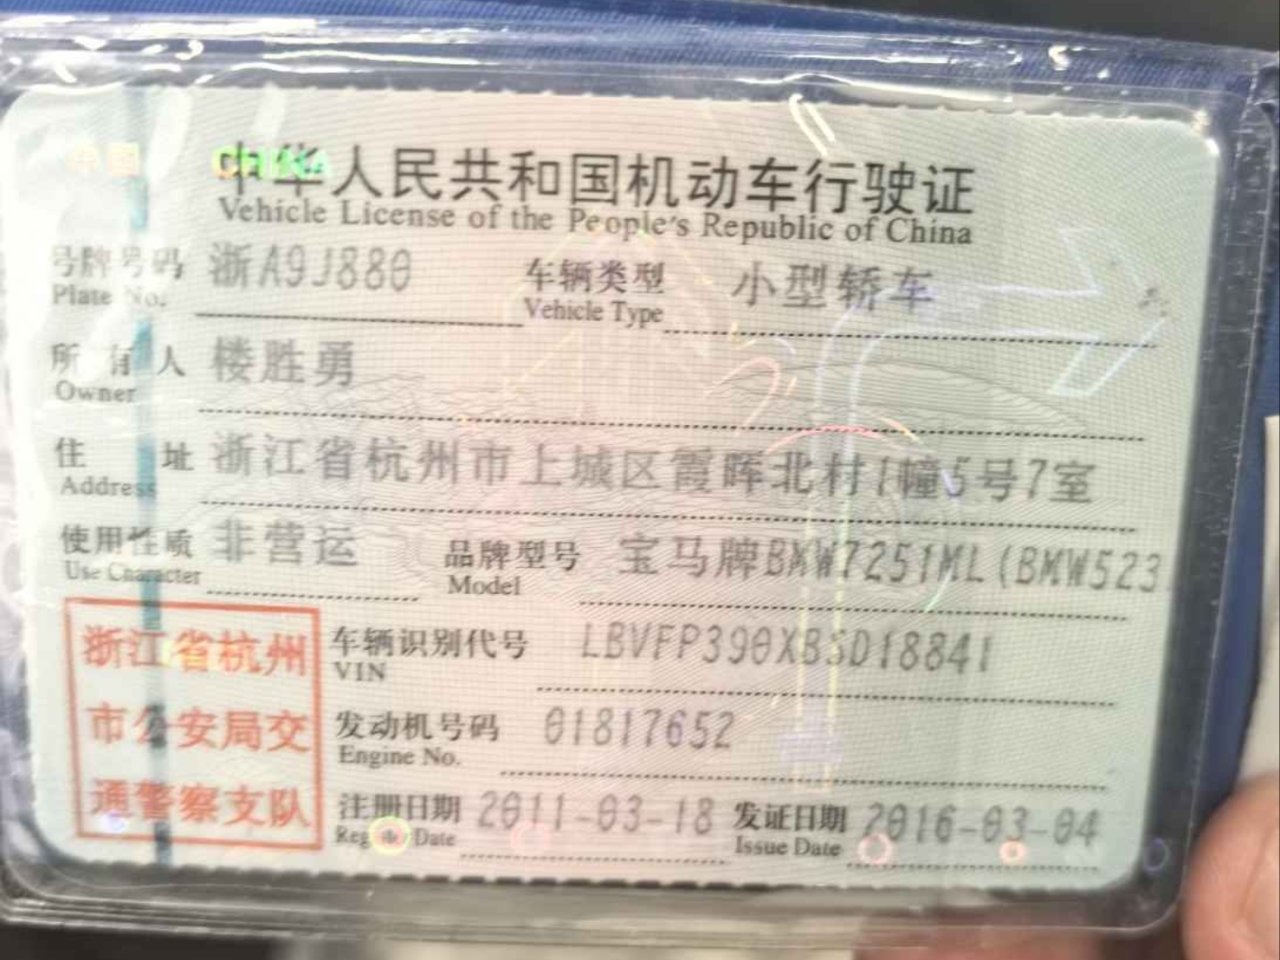 中国 CHINA
中华人民共和国机动车行驶证
Vehicle License of the People's Republic of China
号牌号码 浙A9J880 车辆类型 小型轿车
Plate No. Vehicle Type
所有人 楼胜勇
Owner
住址 浙江省杭州市上城区霞晖北村1幢5号7室
Address
使用性质 非营运 品牌型号 宝马牌BMW7251ML(BMW523
Use Character Model
浙江省杭州
市公安局交
通警察支队
车辆识别代号 LBVFP390XBSD18841
VIN
发动机号码 01817652
Engine No.
注册日期 2011-03-18 发证日期 2016-03-04
Register Date Issue Date